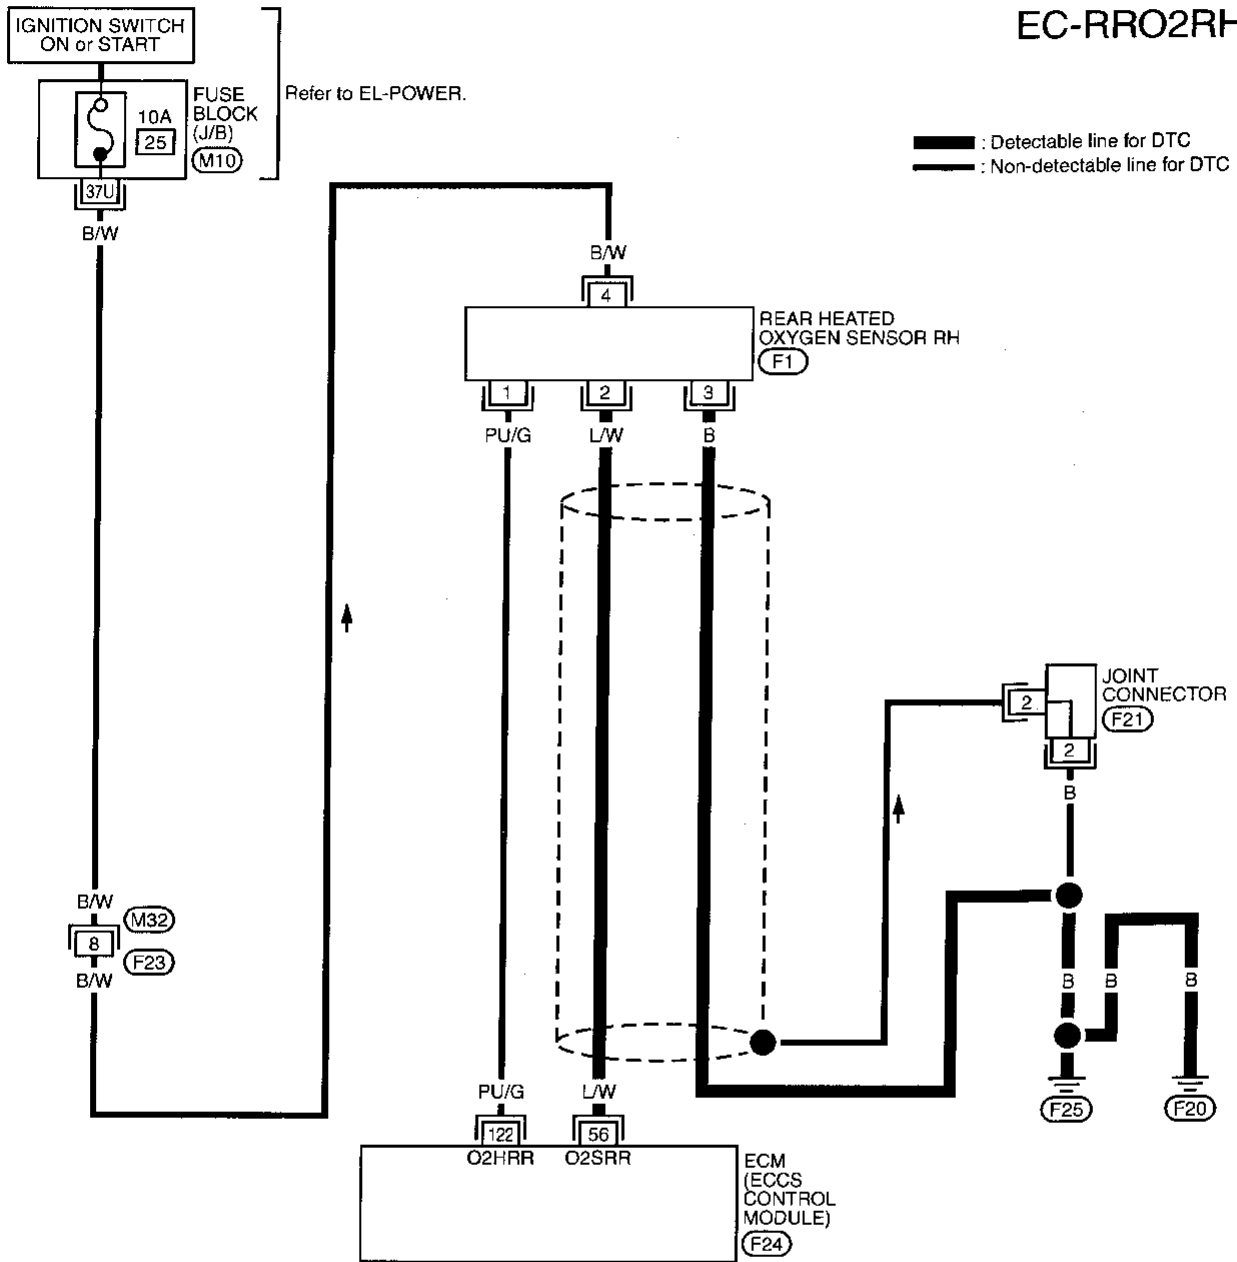 EC-RRO2RH
IGNITION SWITCH
ON or START
Refer to EL-POWER.
FUSE
BLOCK
(J/B)
M10
10A
25
37U
B/W
: Detectable line for DTC
: Non-detectable line for DTC
B/W
4
REAR HEATED
OXYGEN SENSOR RH
F1
1
2
3
PU/G
L/W
B
JOINT
CONNECTOR
F21
2
2
B
B/W
M32
8
F23
B/W
B
B
B
F25
F20
PU/G
L/W
122
56
O2HRR
O2SRR
ECM
(ECCS
CONTROL
MODULE)
F24